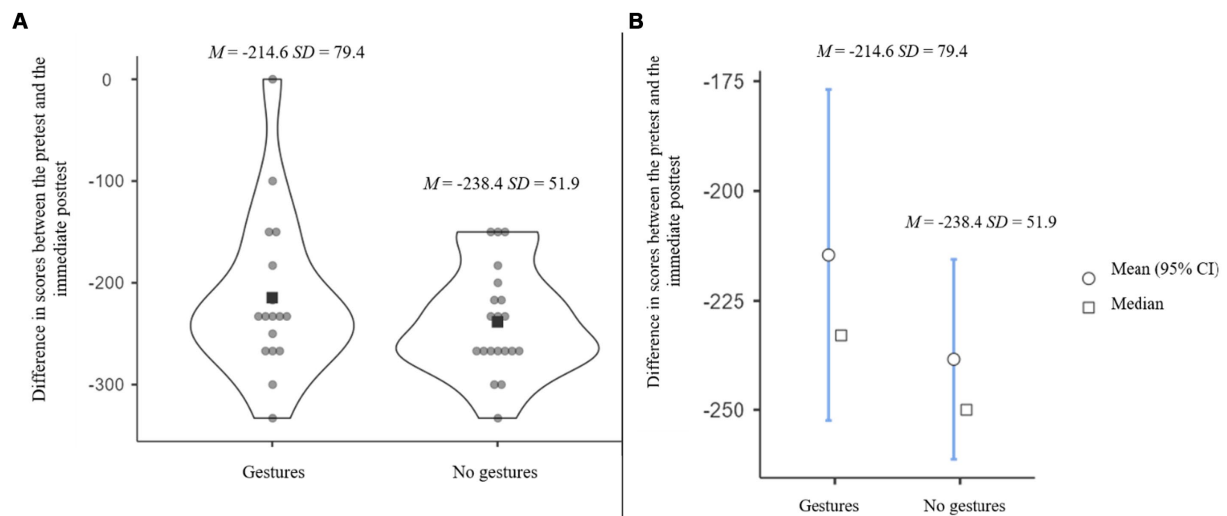 A
M = -214.6 SD = 79.4
Difference in scores between the pretest and the
immediate posttest
0
-100
-200
-300
M = -238.4 SD = 51.9
Gestures
No gestures
B
M = -214.6 SD = 79.4
Difference in scores between the pretest and the
immediate posttest
-175
-200
-225
-250
M = -238.4 SD = 51.9
Gestures
No gestures
Mean (95% CI)
Median